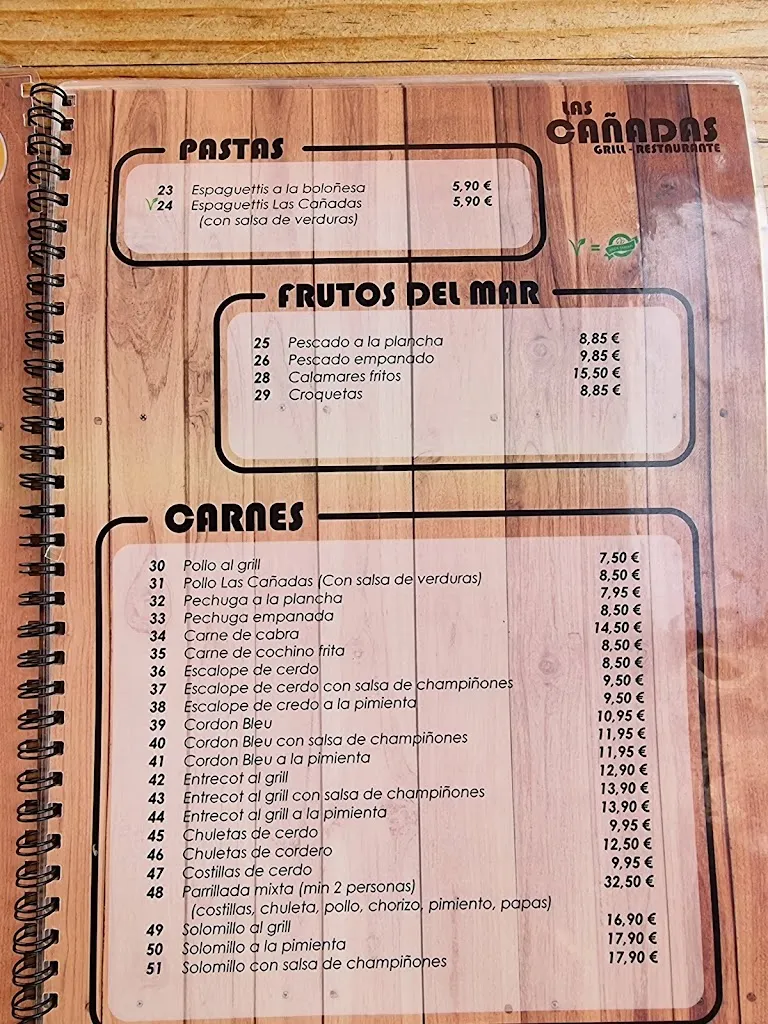 LAS
CAÑADAS
GRILL - RESTAURANTE
PASTAS
23 Espaguettis a la boloñesa 5,90 €
24 Espaguettis Las Cañadas 5,90 €
(con salsa de verduras)
=
FRUTOS DEL MAR
25 Pescado a la plancha 8,85 €
26 Pescado empanado 9,85 €
28 Calamares fritos 15,50 €
29 Croquetas 8,85 €
CARNES
30 Pollo al grill 7,50 €
31 Pollo Las Cañadas (Con salsa de verduras) 8,50 €
32 Pechuga a la plancha 7,95 €
33 Pechuga empanada 8,50 €
34 Carne de cabra 14,50 €
35 Carne de cochino frita 8,50 €
36 Escalope de cerdo 8,50 €
37 Escalope de cerdo con salsa de champiñones 9,50 €
38 Escalope de credo a la pimienta 9,50 €
39 Cordon Bleu 10,95 €
40 Cordon Bleu con salsa de champiñones 11,95 €
41 Cordon Bleu a la pimienta 11,95 €
42 Entrecot al grill 12,90 €
43 Entrecot al grill con salsa de champiñones 13,90 €
44 Entrecot al grill a la pimienta 13,90 €
45 Chuletas de cerdo 9,95 €
46 Chuletas de cordero 12,50 €
47 Costillas de cerdo 9,95 €
48 Parrillada mixta (min 2 personas) 32,50 €
(costillas, chuleta, pollo, chorizo, pimiento, papas)
49 Solomillo al grill 16,90 €
50 Solomillo a la pimienta 17,90 €
51 Solomillo con salsa de champiñones 17,90 €